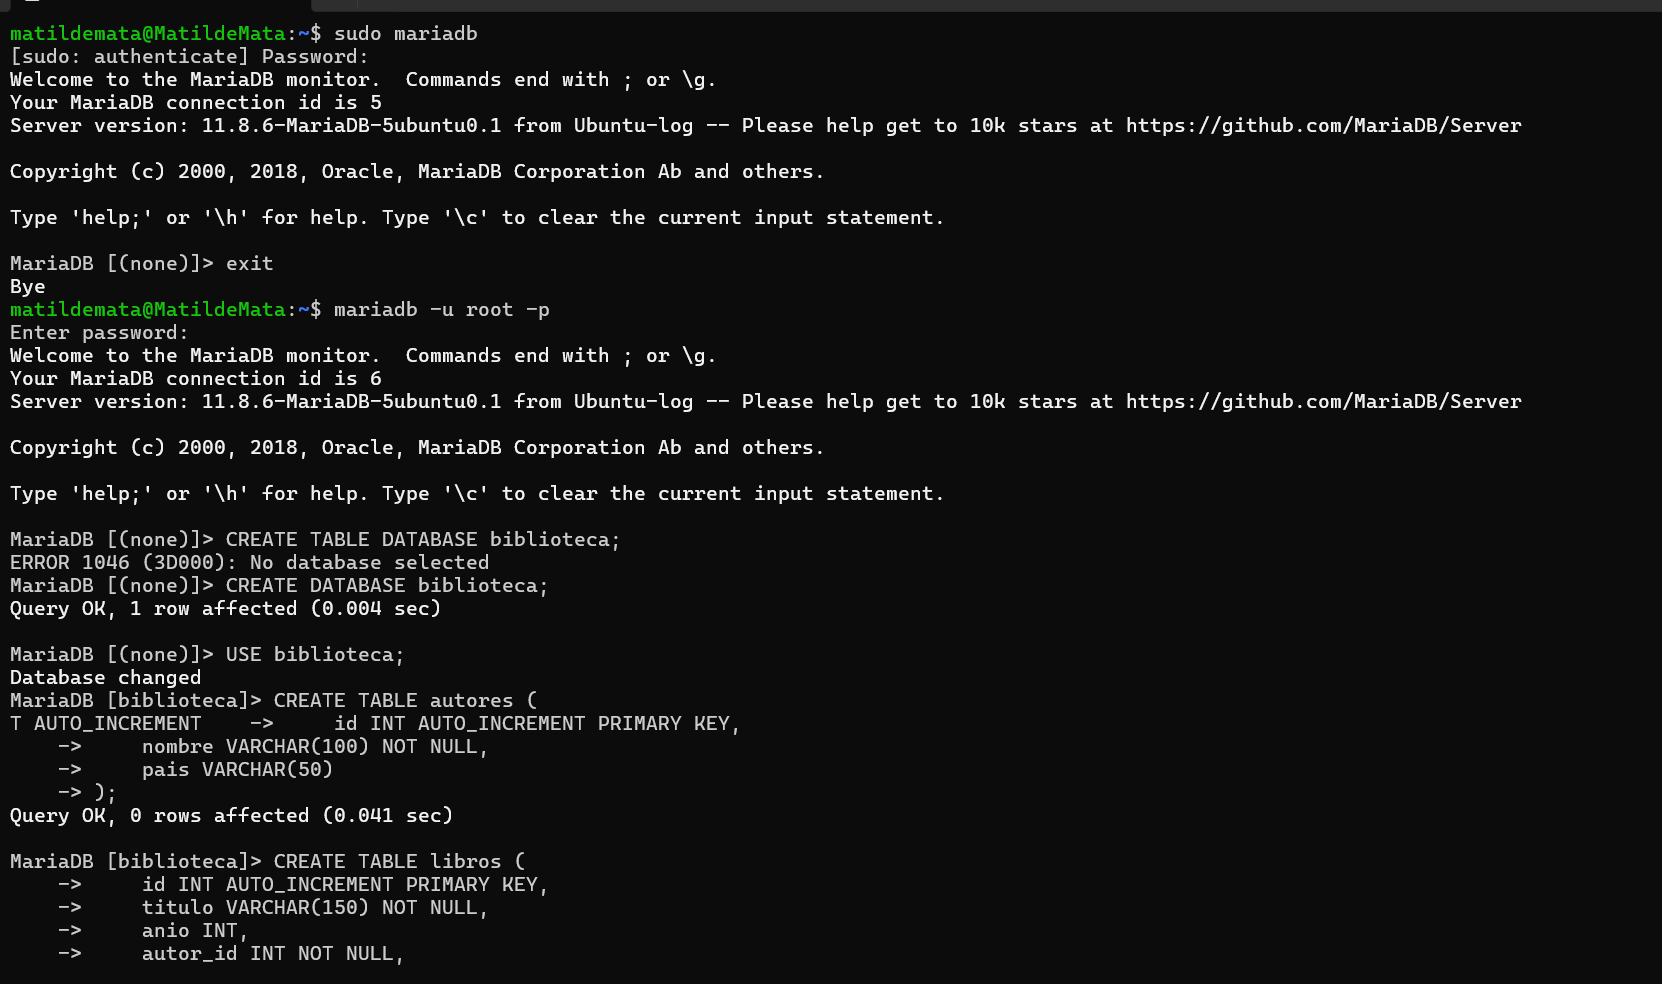 matildemata@MatildeMata:~$ sudo mariadb
[sudo: authenticate] Password:
Welcome to the MariaDB monitor.  Commands end with ; or \g.
Your MariaDB connection id is 5
Server version: 11.8.6-MariaDB-5ubuntu0.1 from Ubuntu-log -- Please help get to 10k stars at https://github.com/MariaDB/Server
Copyright (c) 2000, 2018, Oracle, MariaDB Corporation Ab and others.
Type 'help;' or '\h' for help. Type '\c' to clear the current input statement.
MariaDB [(none)]> exit
Bye
matildemata@MatildeMata:~$ mariadb -u root -p
Enter password:
Welcome to the MariaDB monitor.  Commands end with ; or \g.
Your MariaDB connection id is 6
Server version: 11.8.6-MariaDB-5ubuntu0.1 from Ubuntu-log -- Please help get to 10k stars at https://github.com/MariaDB/Server
Copyright (c) 2000, 2018, Oracle, MariaDB Corporation Ab and others.
Type 'help;' or '\h' for help. Type '\c' to clear the current input statement.
MariaDB [(none)]> CREATE TABLE DATABASE biblioteca;
ERROR 1046 (3D000): No database selected
MariaDB [(none)]> CREATE DATABASE biblioteca;
Query OK, 1 row affected (0.004 sec)
MariaDB [(none)]> USE biblioteca;
Database changed
MariaDB [biblioteca]> CREATE TABLE autores (
T AUTO_INCREMENT    ->     id INT AUTO_INCREMENT PRIMARY KEY,
    ->     nombre VARCHAR(100) NOT NULL,
    ->     pais VARCHAR(50)
    -> );
Query OK, 0 rows affected (0.041 sec)
MariaDB [biblioteca]> CREATE TABLE libros (
    ->     id INT AUTO_INCREMENT PRIMARY KEY,
    ->     titulo VARCHAR(150) NOT NULL,
    ->     anio INT,
    ->     autor_id INT NOT NULL,